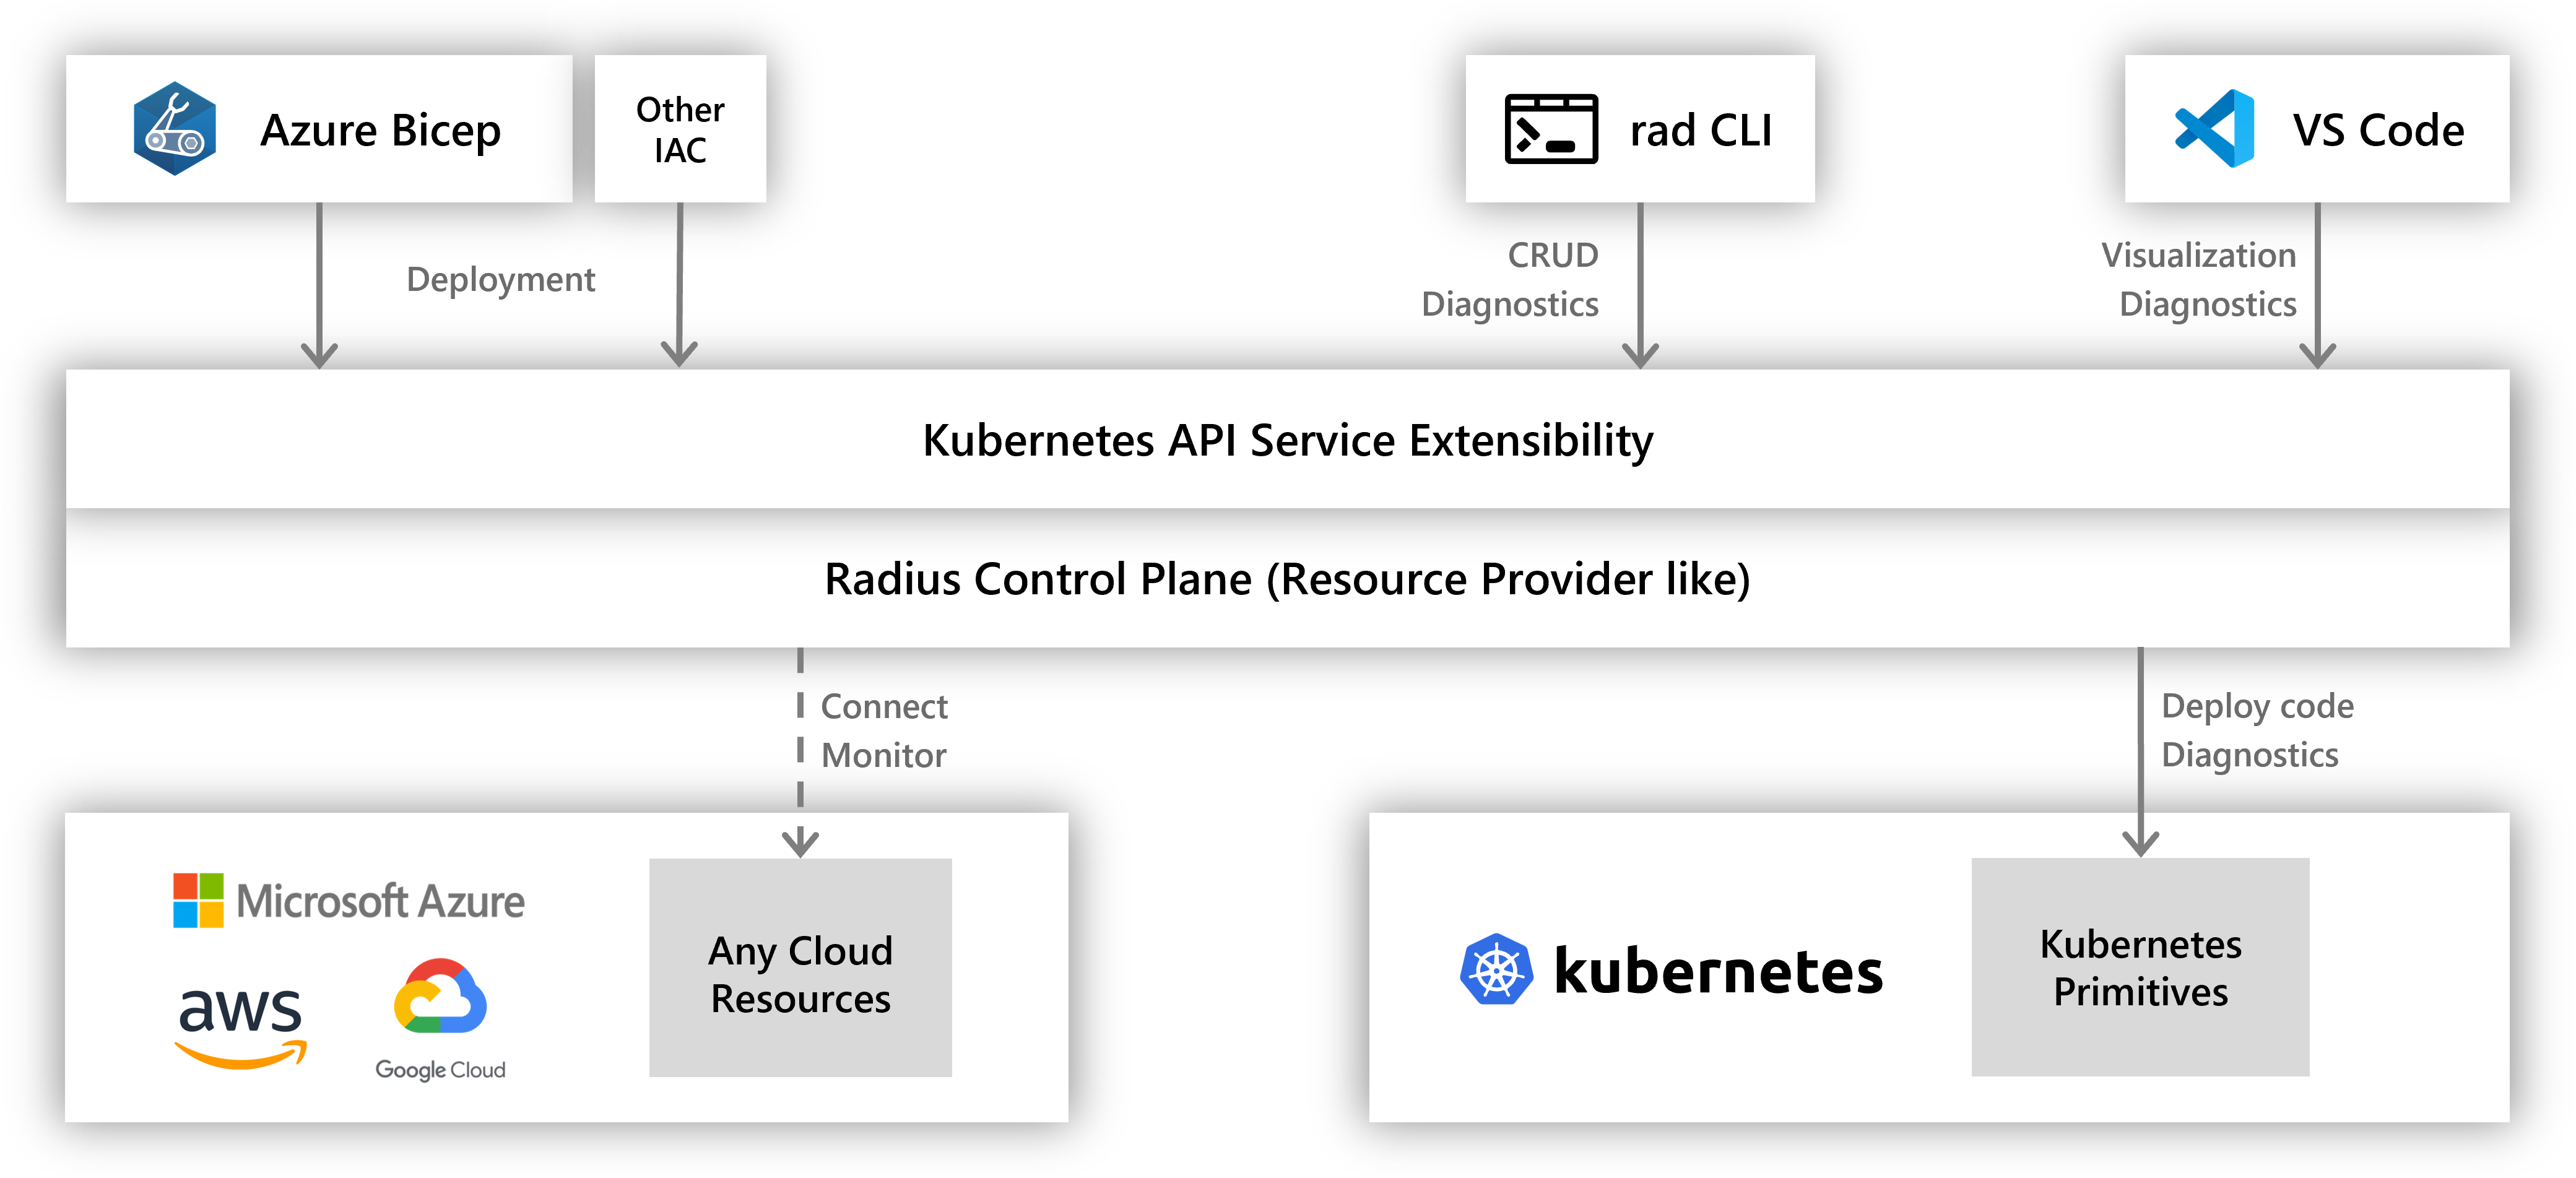 Azure Bicep
Other
IAC
rad CLI
VS Code
Deployment
CRUD
Diagnostics
Visualization
Diagnostics
Kubernetes API Service Extensibility
Radius Control Plane (Resource Provider like)
Connect
Monitor
Deploy code
Diagnostics
Microsoft Azure
aws
Google Cloud
Any Cloud
Resources
kubernetes
Kubernetes
Primitives